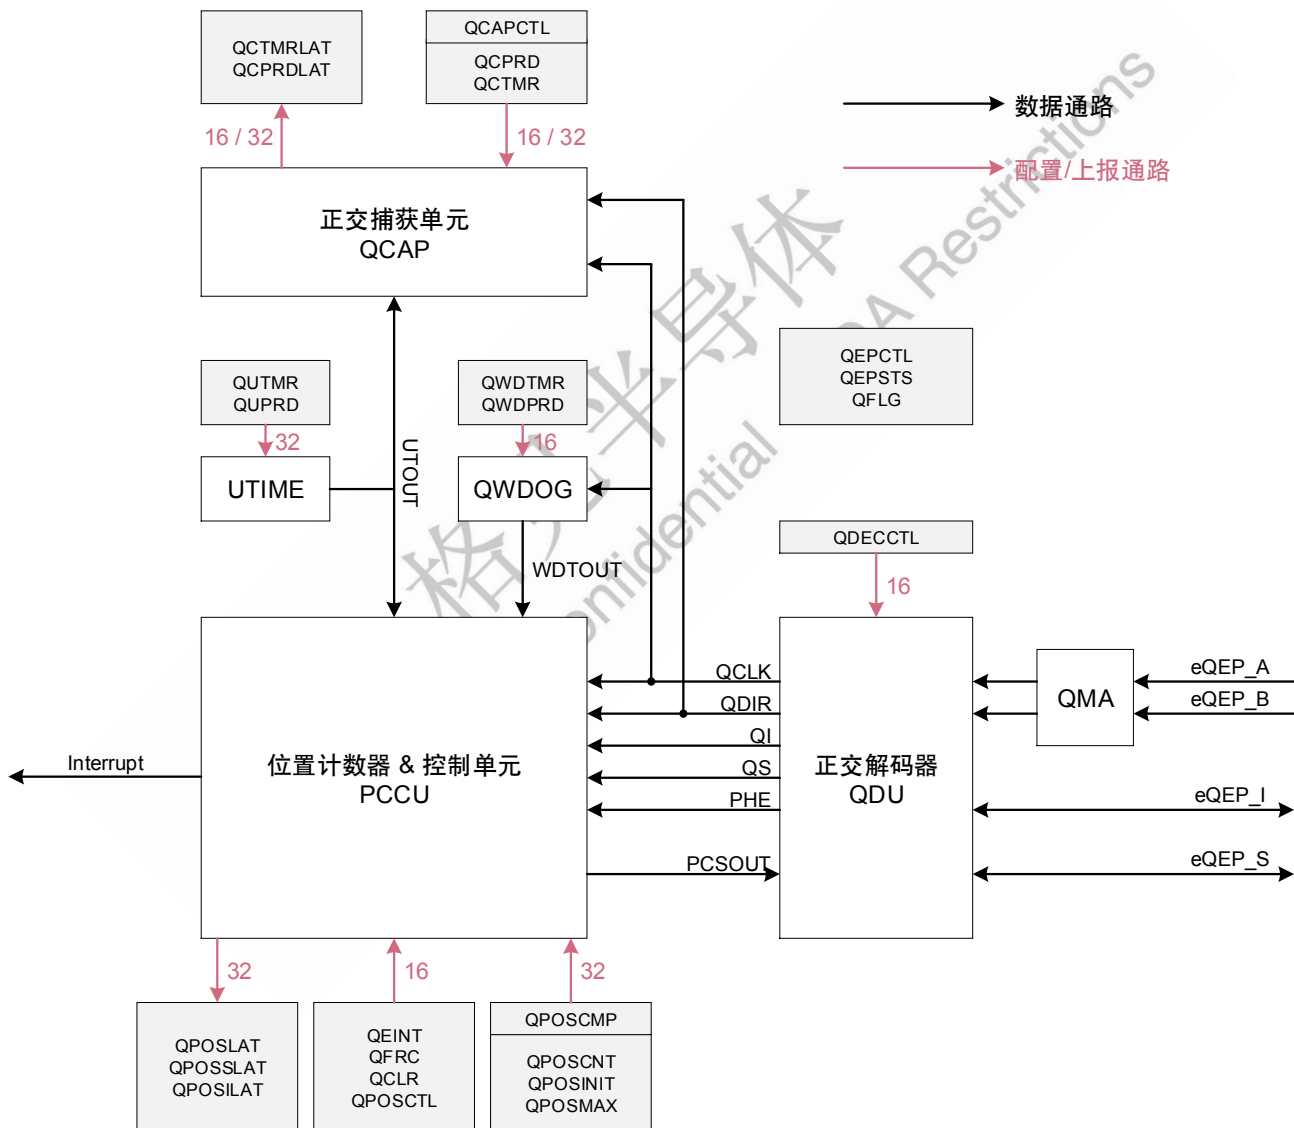 QCTMRLAT
QCPRDLAT
QCAPCTL
QCPRD
QCTMR
数据通路
16 / 32
16 / 32
配置/上报通路
正交捕获单元
QCAP
QUTMR
QUPRD
QWDTMR
QWDPRD
QEPCTL
QEPSTS
QFLG
32
16
UTIME
UTOUT
QWDOG
QDECCTL
WDTOUT
16
QCLK
QDIR
QI
QS
PHE
PCSOUT
QMA
eQEP_A
eQEP_B
eQEP_I
eQEP_S
Interrupt
位置计数器 & 控制单元
PCCU
正交解码器
QDU
32
16
32
QPOSLAT
QPOSSLAT
QPOSILAT
QEINT
QFRC
QCLR
QPOSCTL
QPOSCMP
QPOSCNT
QPOSINIT
QPOSMAX
半导体
Restrictions